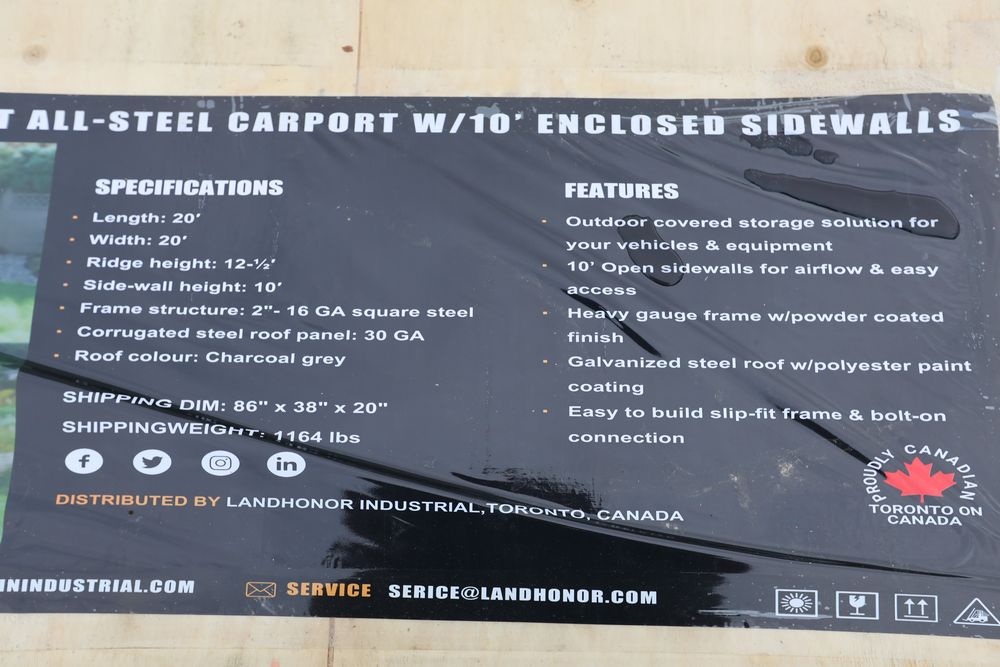 T ALL-STEEL CARPORT W/10' ENCLOSED SIDEWALLS
SPECIFICATIONS
• Length: 20′
• Width: 20′
• Ridge height: 12-½′
• Side-wall height: 10′
• Frame structure: 2"- 16 GA square steel
• Corrugated steel roof panel: 30 GA
• Roof colour: Charcoal grey
SHIPPING DIM: 86" x 38" x 20"
SHIPPINGWEIGHT: 1164 lbs
f
in
DISTRIBUTED BY LANDHONOR INDUSTRIAL,TORONTO, CANADA
FEATURES
• Outdoor covered storage solution for
your vehicles & equipment
• 10' Open sidewalls for airflow & easy
access
• Heavy gauge frame w/powder coated
finish
• Galvanized steel roof w/polyester paint
coating
• Easy to build slip-fit frame & bolt-on
connection
PROUDLY CANADIAN
TORONTO ON
CANADA
ININDUSTRIAL.COM
SERVICE SERICE@LANDHONOR.COM